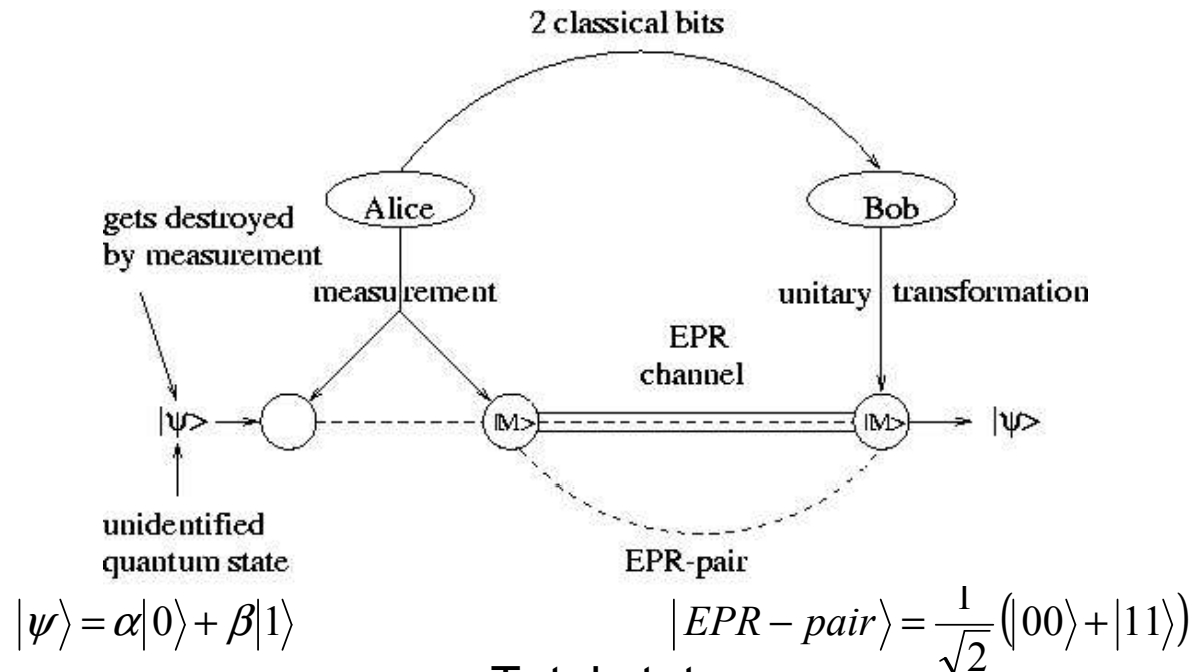 2 classical bits
Alice
Bob
gets destroyed
by measurement
measurement
unitary transformation
EPR
channel
|ψ>
|M>
|M>
|ψ>
unidentified
quantum state
EPR-pair
|ψ⟩ = α|0⟩ + β|1⟩
|EPR − pair⟩ = 1/√2 (|00⟩ + |11⟩)